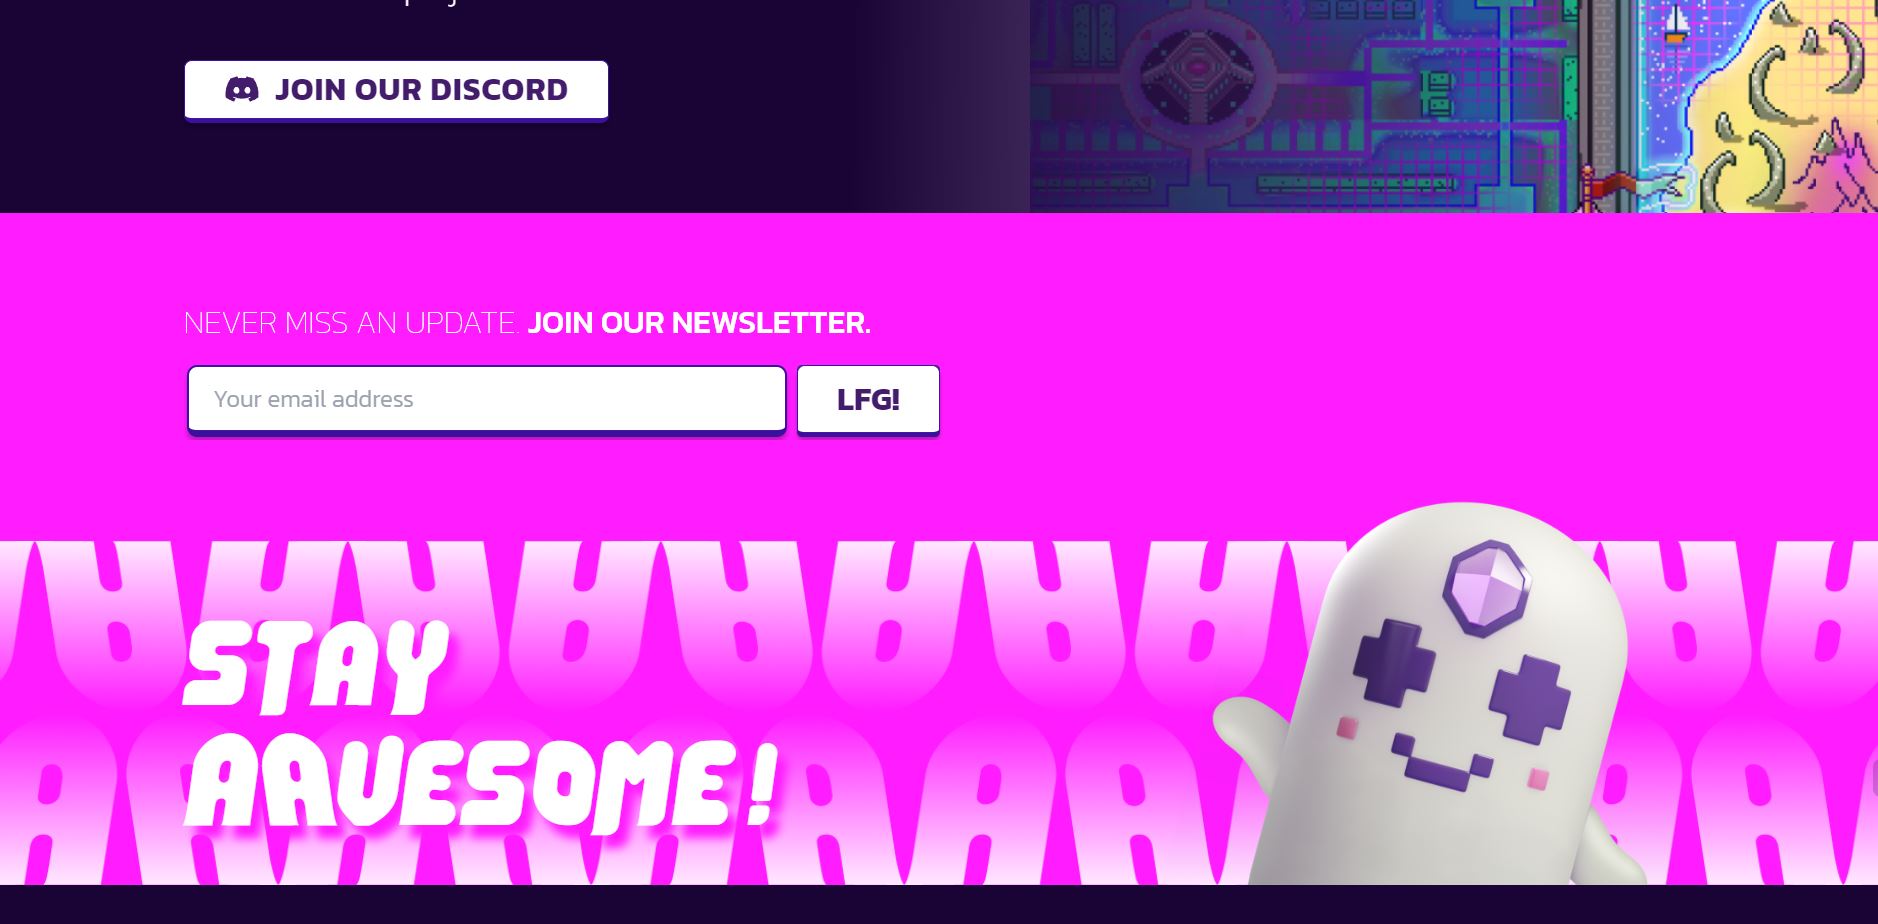 JOIN OUR DISCORD
NEVER MISS AN UPDATE. JOIN OUR NEWSLETTER.
Your email address
LFG!
STAY
AAVESOME!